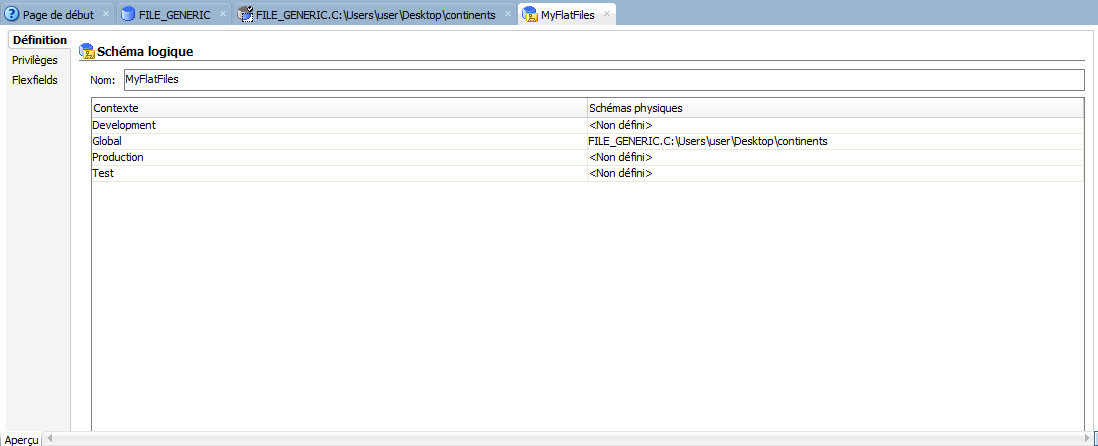 Page de début FILE_GENERIC FILE_GENERIC.C:\Users\user\Desktop\continents MyFlatFiles
Définition
Privilèges
Flexfields
Schéma logique
Nom: MyFlatFiles
Contexte Schémas physiques
Development <Non défini>
Global FILE_GENERIC.C:\Users\user\Desktop\continents
Production <Non défini>
Test <Non défini>
Aperçu